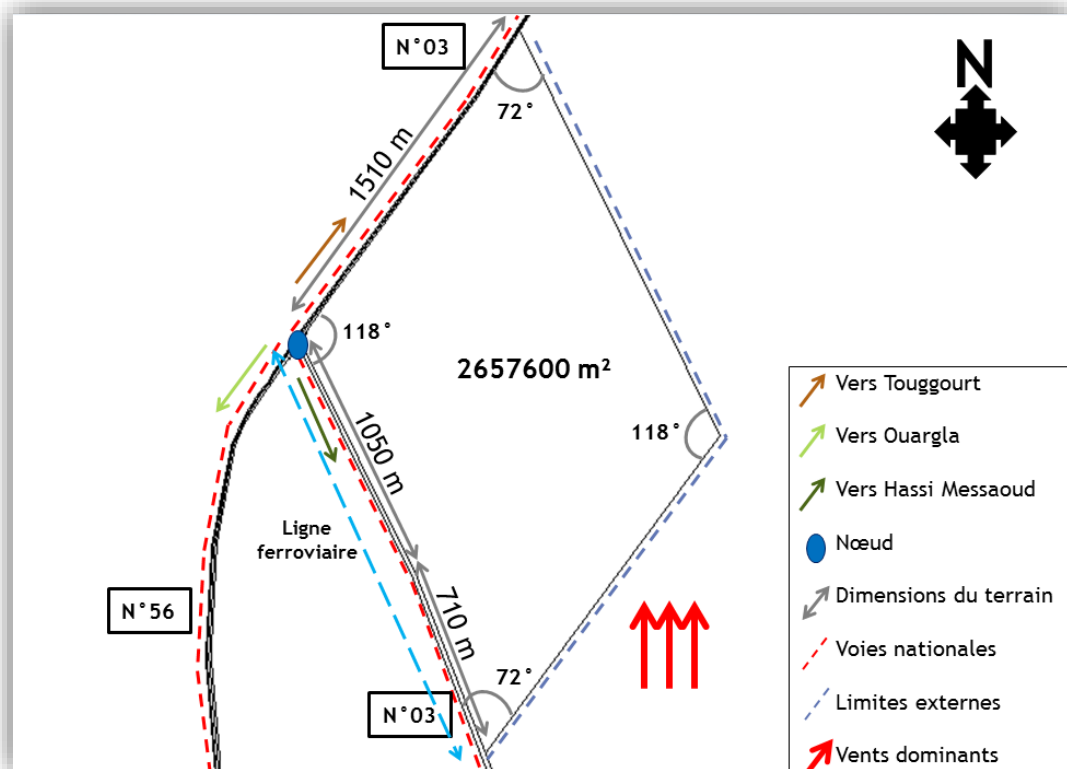 N°03
N
72°
1510 m
118°
2657600 m²
118°
1050 m
Ligne
ferroviaire
710 m
N°56
72°
N°03
Vers Touggourt
Vers Ouargla
Vers Hassi Messaoud
Nœud
Dimensions du terrain
Voies nationales
Limites externes
Vents dominants